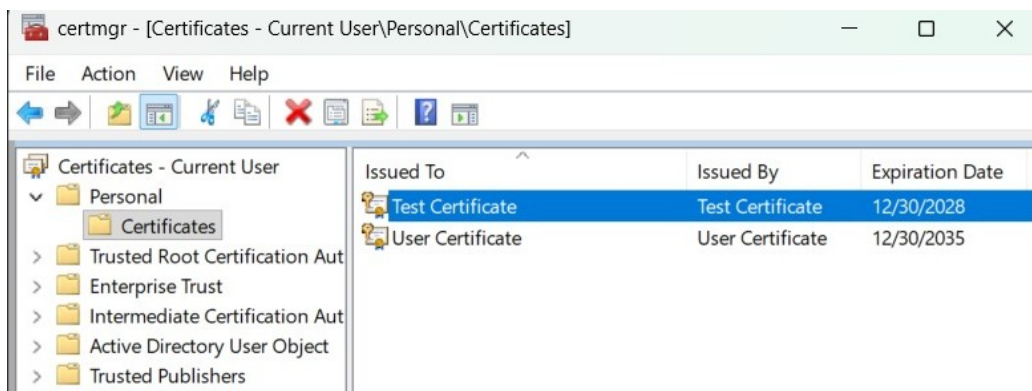 certmgr - [Certificates - Current User\Personal\Certificates]
File Action View Help
Certificates - Current User
Personal
Certificates
Trusted Root Certification Aut
Enterprise Trust
Intermediate Certification Aut
Active Directory User Object
Trusted Publishers
Issued To Issued By Expiration Date
Test Certificate Test Certificate 12/30/2028
User Certificate User Certificate 12/30/2035